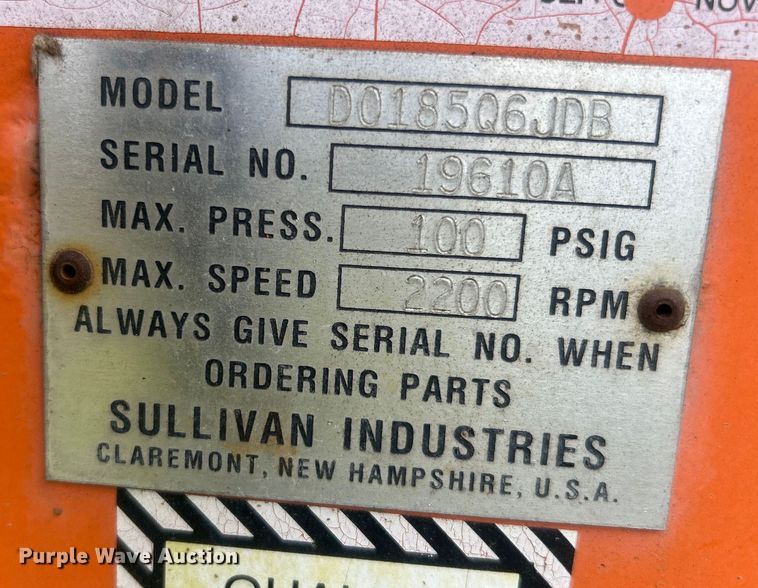 NOV
MODEL D0185Q6JDB
SERIAL NO. 19610A
MAX. PRESS. 100 PSIG
MAX. SPEED 2200 RPM
ALWAYS GIVE SERIAL NO. WHEN
ORDERING PARTS
SULLIVAN INDUSTRIES
CLAREMONT, NEW HAMPSHIRE, U.S.A.
Purple Wave Auction